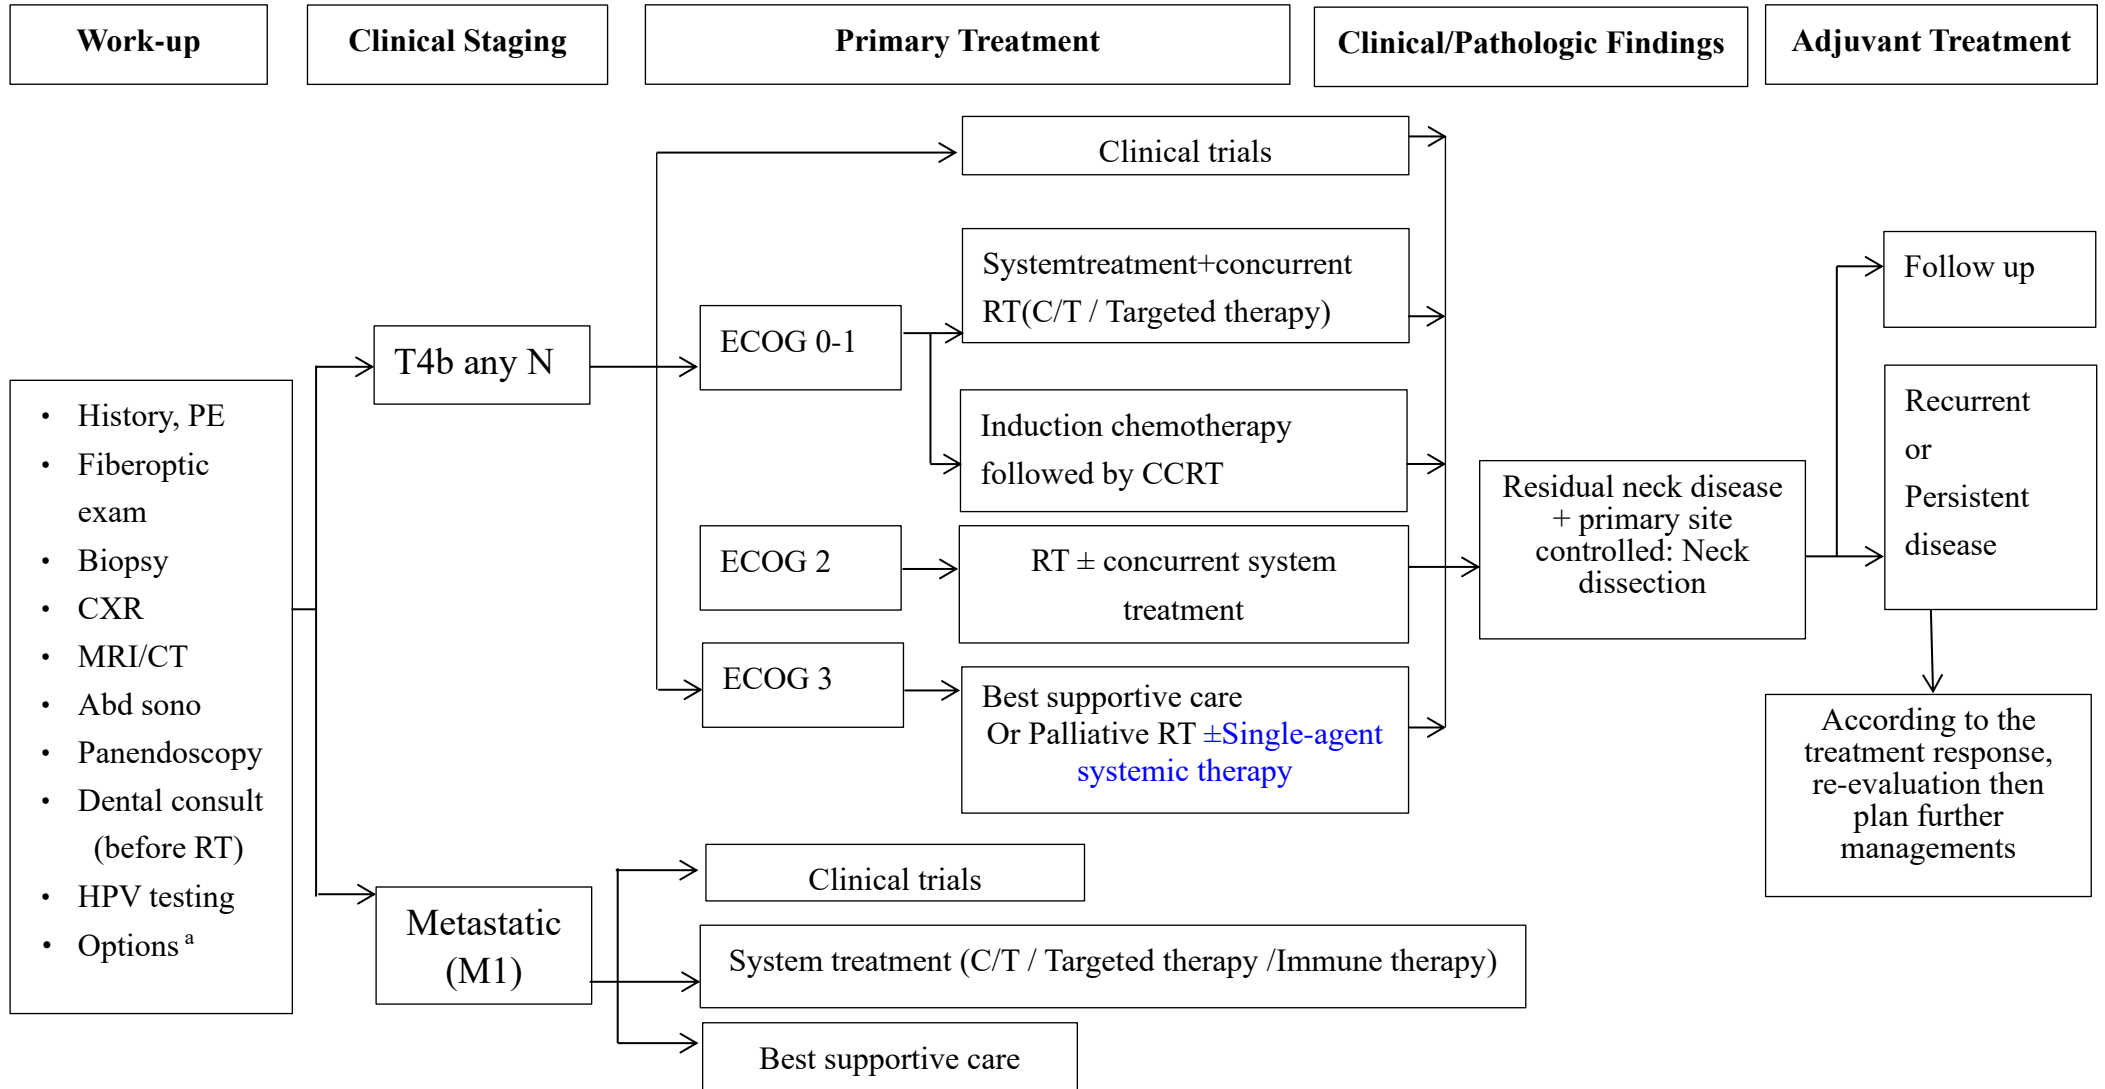 Work-up
Clinical Staging
Primary Treatment
Clinical/Pathologic Findings
Adjuvant Treatment
• History, PE
• Fiberoptic
exam
• Biopsy
• CXR
• MRI/CT
• Abd sono
• Panendoscopy
• Dental consult
(before RT)
• HPV testing
• Options a
T4b any N
Metastatic
(M1)
Clinical trials
ECOG 0-1
Systemtreatment+concurrent
RT(C/T / Targeted therapy)
Induction chemotherapy
followed by CCRT
ECOG 2
RT ± concurrent system
treatment
ECOG 3
Best supportive care
Or Palliative RT ±Single-agent
systemic therapy
Clinical trials
System treatment (C/T / Targeted therapy /Immune therapy)
Best supportive care
Residual neck disease
+ primary site
controlled: Neck
dissection
Follow up
Recurrent
or
Persistent
disease
According to the
treatment response,
re-evaluation then
plan further
managements